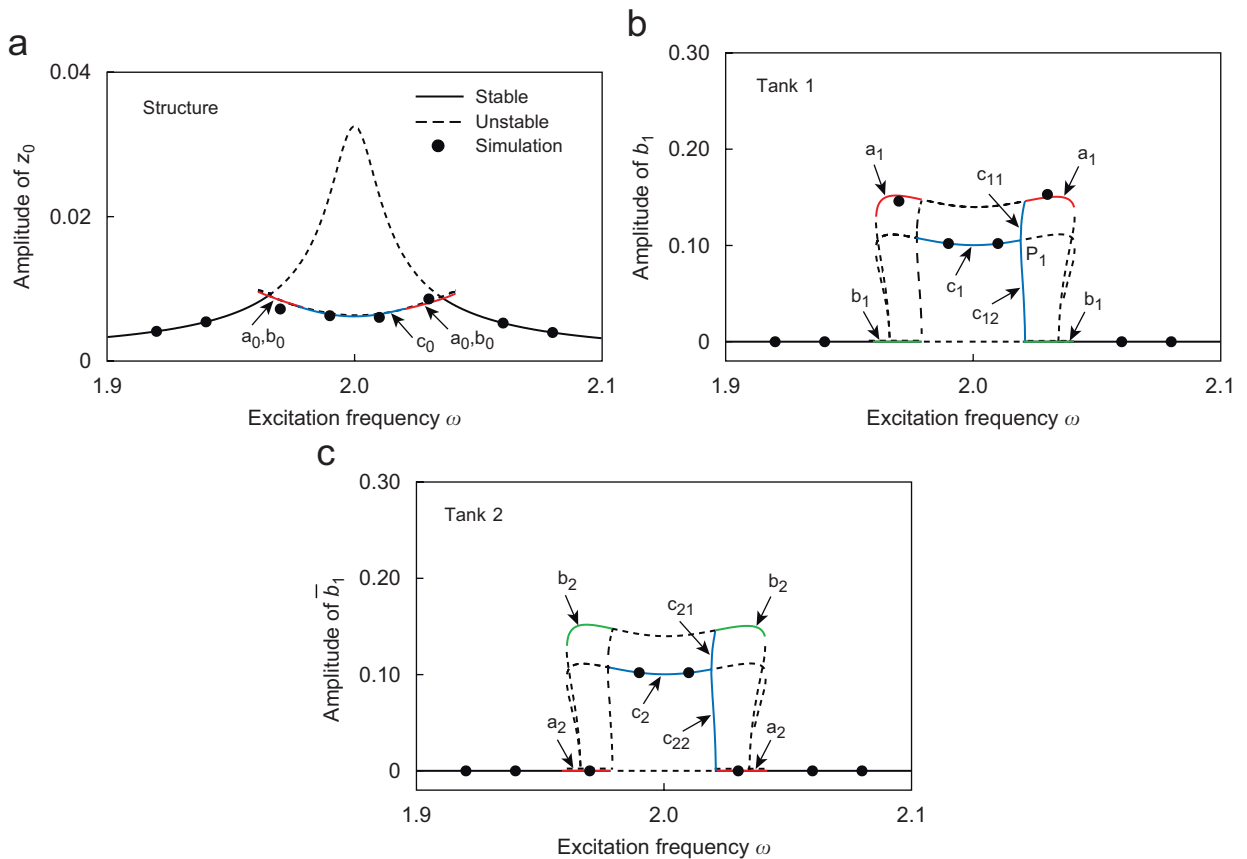 a
Amplitude of z0
0.04
0.02
0
Structure
Stable
Unstable
Simulation
a0,b0
c0
a0,b0
1.9
2.0
2.1
Excitation frequency ω
b
Amplitude of b1
0.30
0.20
0.10
0
Tank 1
a1
c11
a1
P1
c1
b1
c12
b1
1.9
2.0
2.1
Excitation frequency ω
c
Amplitude of b̅1
0.30
0.20
0.10
0
Tank 2
b2
c21
b2
c2
a2
c22
a2
1.9
2.0
2.1
Excitation frequency ω